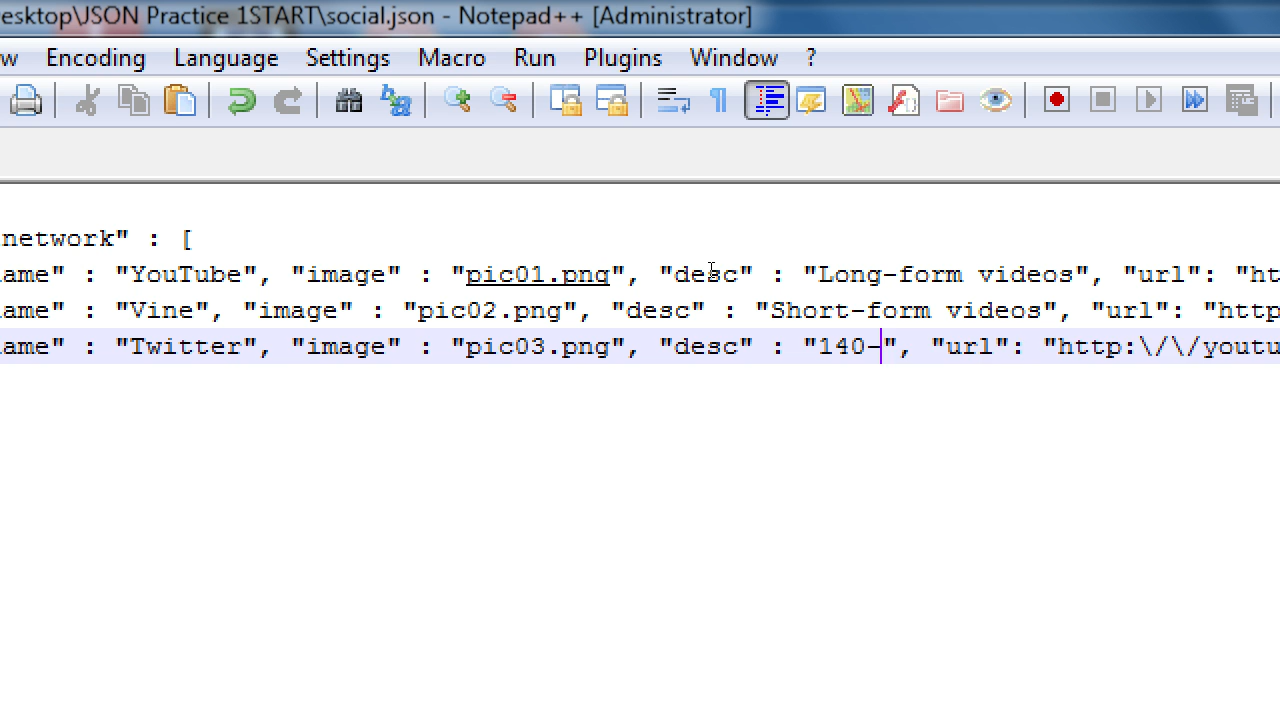 esktop\JSON Practice 1START\social.json - Notepad++ [Administrator]
w Encoding Language Settings Macro Run Plugins Window ?
network" : [
ame" : "YouTube", "image" : "pic01.png", "desc" : "Long-form videos", "url": "ht
ame" : "Vine", "image" : "pic02.png", "desc" : "Short-form videos", "url": "http
ame" : "Twitter", "image" : "pic03.png", "desc" : "140-", "url": "http:\/\/youtu